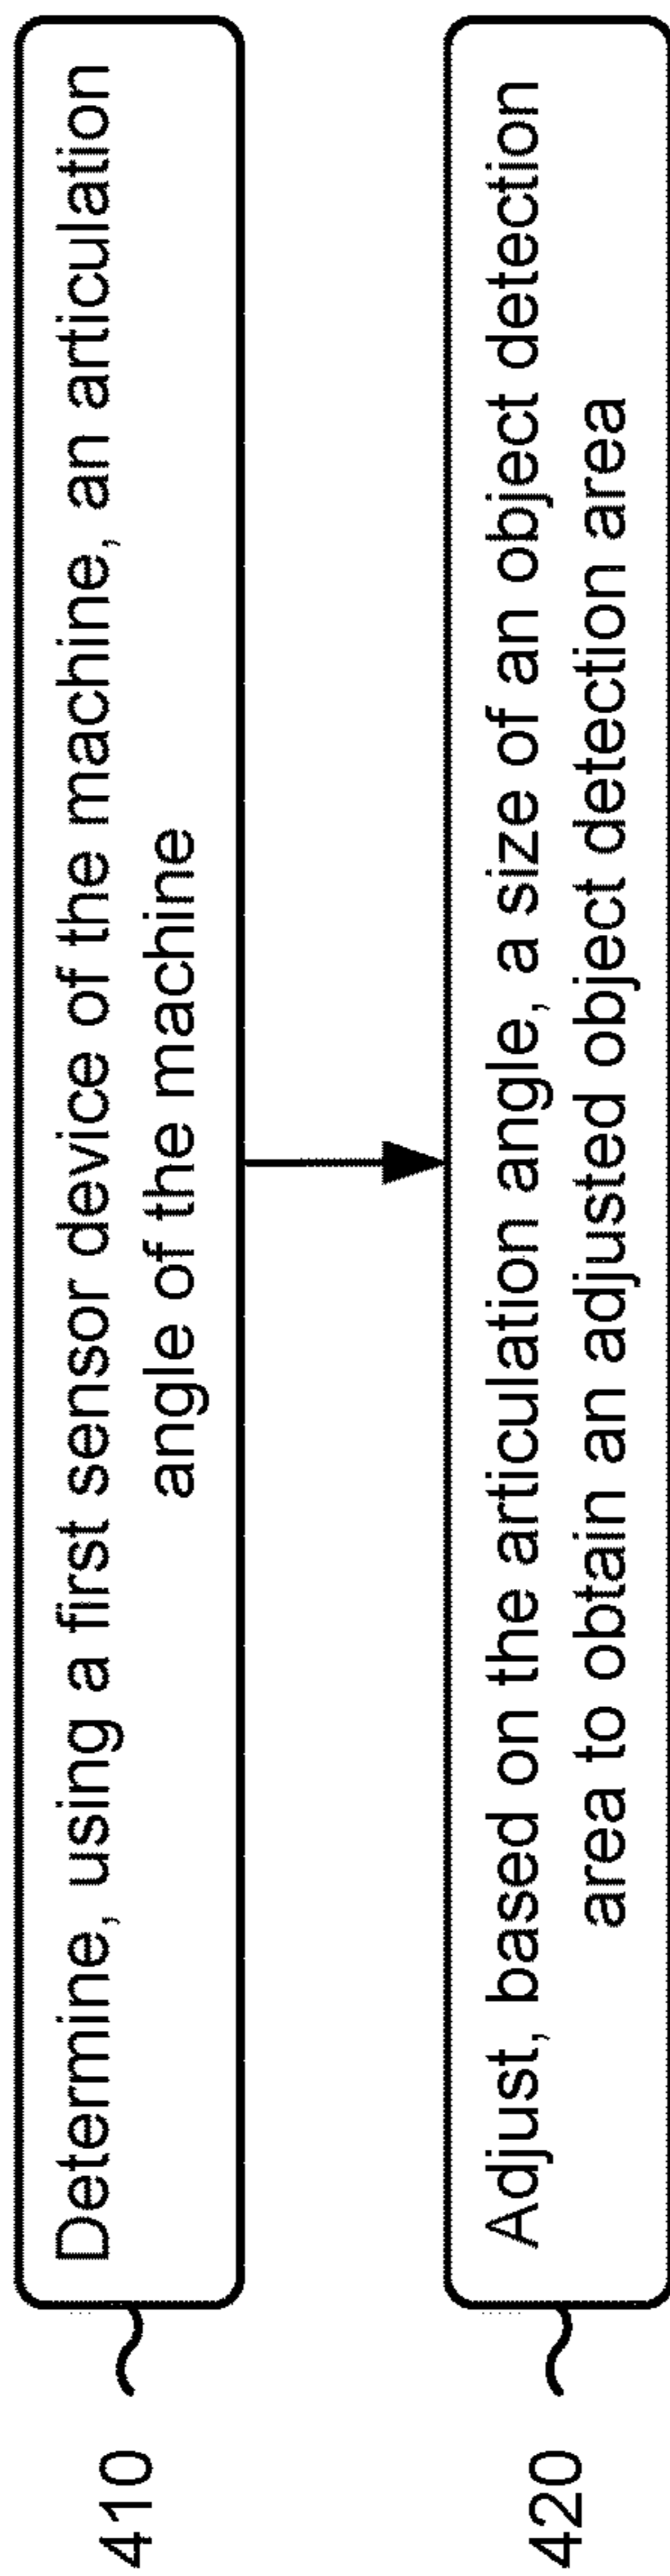 410
Determine, using a first sensor device of the machine, an articulation
angle of the machine
420
Adjust, based on the articulation angle, a size of an object detection
area to obtain an adjusted object detection area